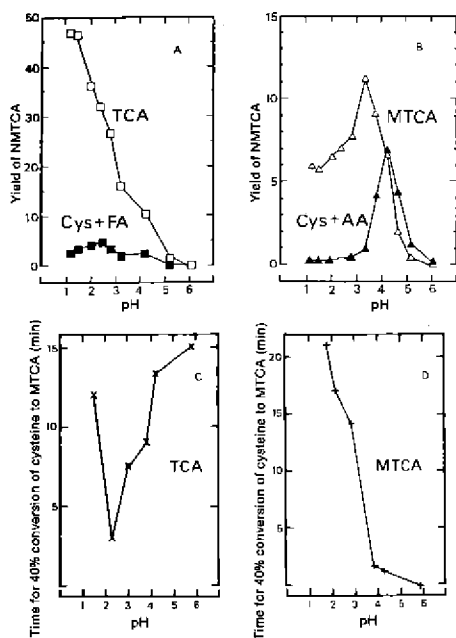 Yield of NMTCA
50
40
30
20
10
0
A
TCA
Cys+FA
1 2 3 4 5 6
pH
Yield of NMTCA
15
10
5
0
B
MTCA
Cys+AA
1 2 3 4 5 6
pH
Time for 40% conversion of cysteine to MTCA (min)
15
10
5
C
TCA
1 2 3 4 5 6
pH
Time for 40% conversion of cysteine to MTCA (min)
20
15
10
5
D
MTCA
1 2 3 4 5 6
pH